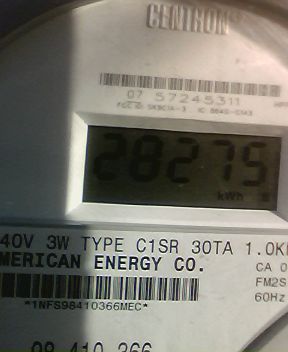 CENTRON
07 57245311
28275
kWh
40V 3W TYPE C1SR 30TA 1.0K
MERICAN ENERGY CO.
CA 0
FM2S
60Hz
*1NFS98410366MEC*
98 410 366